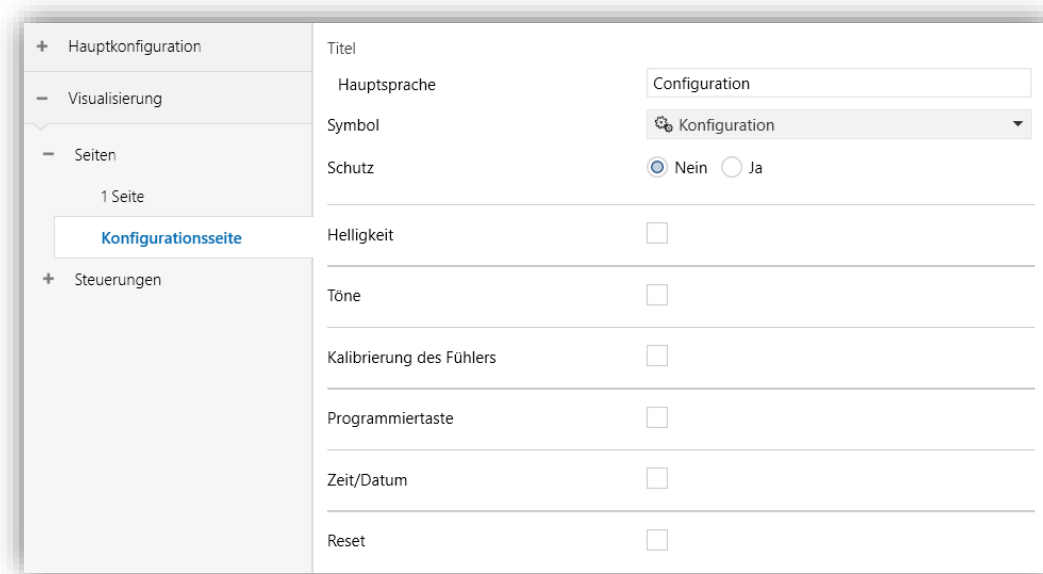 Hauptkonfiguration
Visualisierung
Seiten
1 Seite
Konfigurationsseite
Steuerungen
Titel
Hauptsprache Configuration
Symbol Konfiguration
Schutz Nein Ja
Helligkeit
Töne
Kalibrierung des Fühlers
Programmiertaste
Zeit/Datum
Reset